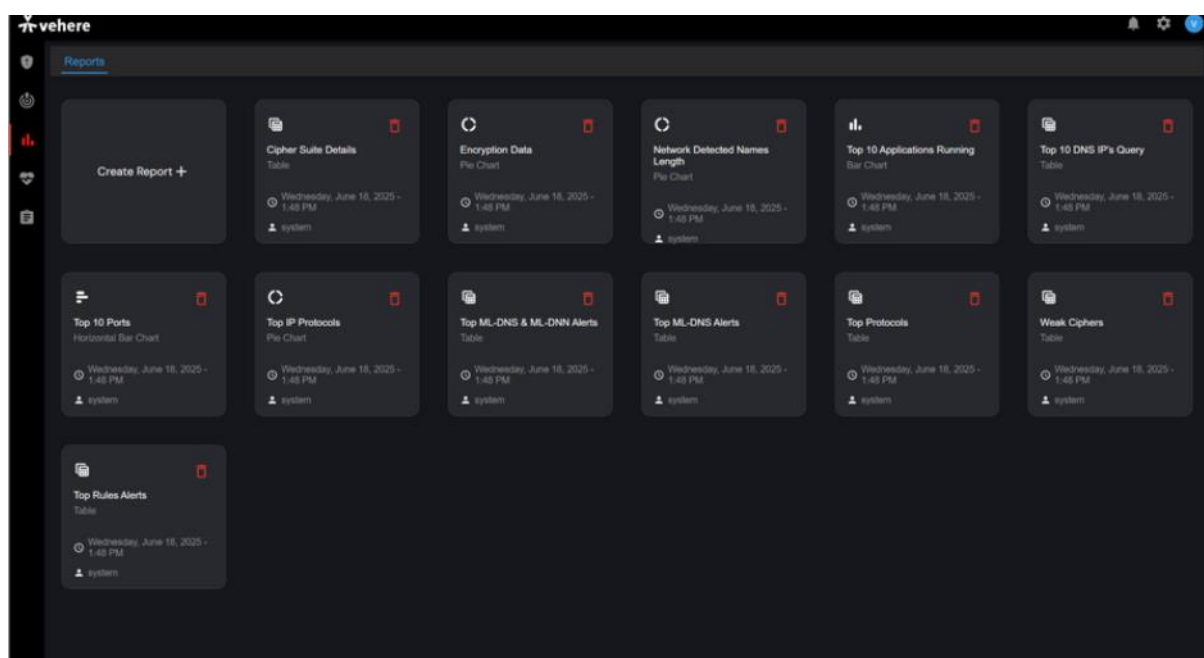 vehere
V
Reports
Create Report +
Cipher Suite Details
Table
Wednesday, June 18, 2025 -
1:48 PM
system
Encryption Data
Pie Chart
Wednesday, June 18, 2025 -
1:48 PM
system
Network Detected Names
Length
Pie Chart
Wednesday, June 18, 2025 -
1:48 PM
system
Top 10 Applications Running
Bar Chart
Wednesday, June 18, 2025 -
1:48 PM
system
Top 10 DNS IP's Query
Table
Wednesday, June 18, 2025 -
1:48 PM
system
Top 10 Ports
Horizontal Bar Chart
Wednesday, June 18, 2025 -
1:48 PM
system
Top IP Protocols
Pie Chart
Wednesday, June 18, 2025 -
1:48 PM
system
Top ML-DNS & ML-DNN Alerts
Table
Wednesday, June 18, 2025 -
1:48 PM
system
Top ML-DNS Alerts
Table
Wednesday, June 18, 2025 -
1:48 PM
system
Top Protocols
Table
Wednesday, June 18, 2025 -
1:48 PM
system
Weak Ciphers
Table
Wednesday, June 18, 2025 -
1:48 PM
system
Top Rules Alerts
Table
Wednesday, June 18, 2025 -
1:48 PM
system